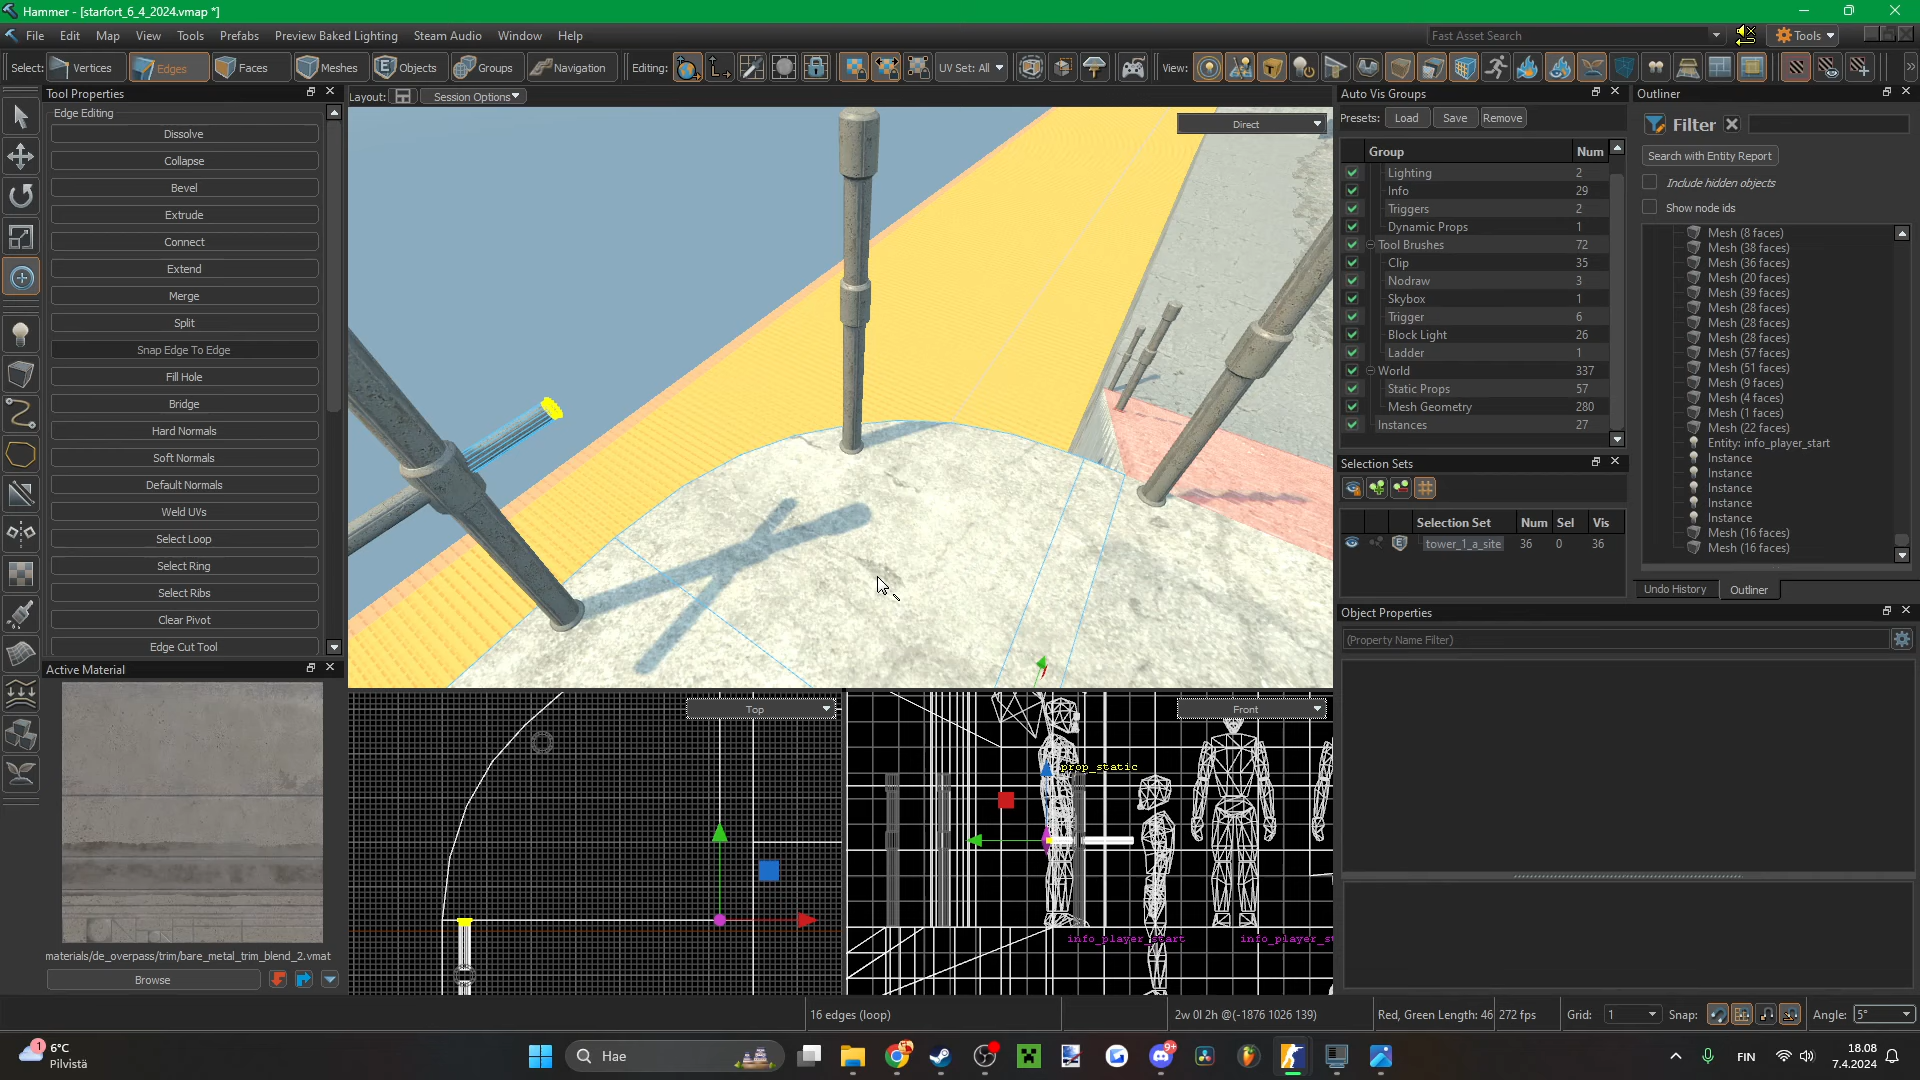 Hammer - [starfort_6_4_2024.vmap *]
File Edit Map View Tools Prefabs Preview Baked Lighting Steam Audio Window Help
Fast Asset Search
Tools
Select: Vertices Edges Faces Meshes Objects Groups Navigation Editing: UV Set: All View:
Tool Properties
Layout: Session Options
Edge Editing
Dissolve
Collapse
Bevel
Extrude
Connect
Extend
Merge
Split
Snap Edge To Edge
Fill Hole
Bridge
Hard Normals
Soft Normals
Default Normals
Weld UVs
Select Loop
Select Ring
Select Ribs
Clear Pivot
Edge Cut Tool
Active Material
materials/de_overpass/trim/bare_metal_trim_blend_2.vmat
Browse
Direct
Top
Front
prop_static
info_player_start
Auto Vis Groups
Presets: Load Save Remove
Group Num
Lighting 2
Info 29
Triggers 2
Dynamic Props 1
Tool Brushes 72
Clip 35
Nodraw 3
Skybox 1
Trigger 6
Block Light 26
Ladder 1
World 337
Static Props 57
Mesh Geometry 280
Instances 27
Selection Sets
Selection Set Num Sel Vis
tower_1_a_site 36 0 36
Outliner
Filter
Search with Entity Report
Include hidden objects
Show node ids
Mesh (8 faces)
Mesh (38 faces)
Mesh (36 faces)
Mesh (20 faces)
Mesh (39 faces)
Mesh (28 faces)
Mesh (28 faces)
Mesh (28 faces)
Mesh (57 faces)
Mesh (51 faces)
Mesh (9 faces)
Mesh (4 faces)
Mesh (1 faces)
Mesh (22 faces)
Entity: info_player_start
Instance
Instance
Instance
Instance
Instance
Mesh (16 faces)
Mesh (16 faces)
Undo History Outliner
Object Properties
(Property Name Filter)
16 edges (loop)
2w 0l 2h @(-1876 1026 139)
Red, Green Length: 46
272 fps
Grid: 1
Snap:
Angle: 5°
1
6°C
Pilvistä
Hae
9+
FIN
18.08
7.4.2024